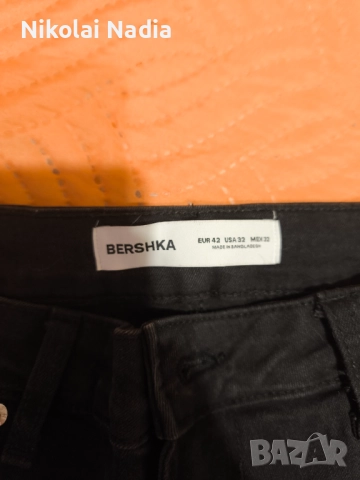 Nikolai Nadia
BERSHKA
EUR 42 USA 32 MEX 32
MADE IN BANGLADESH
BAZAR